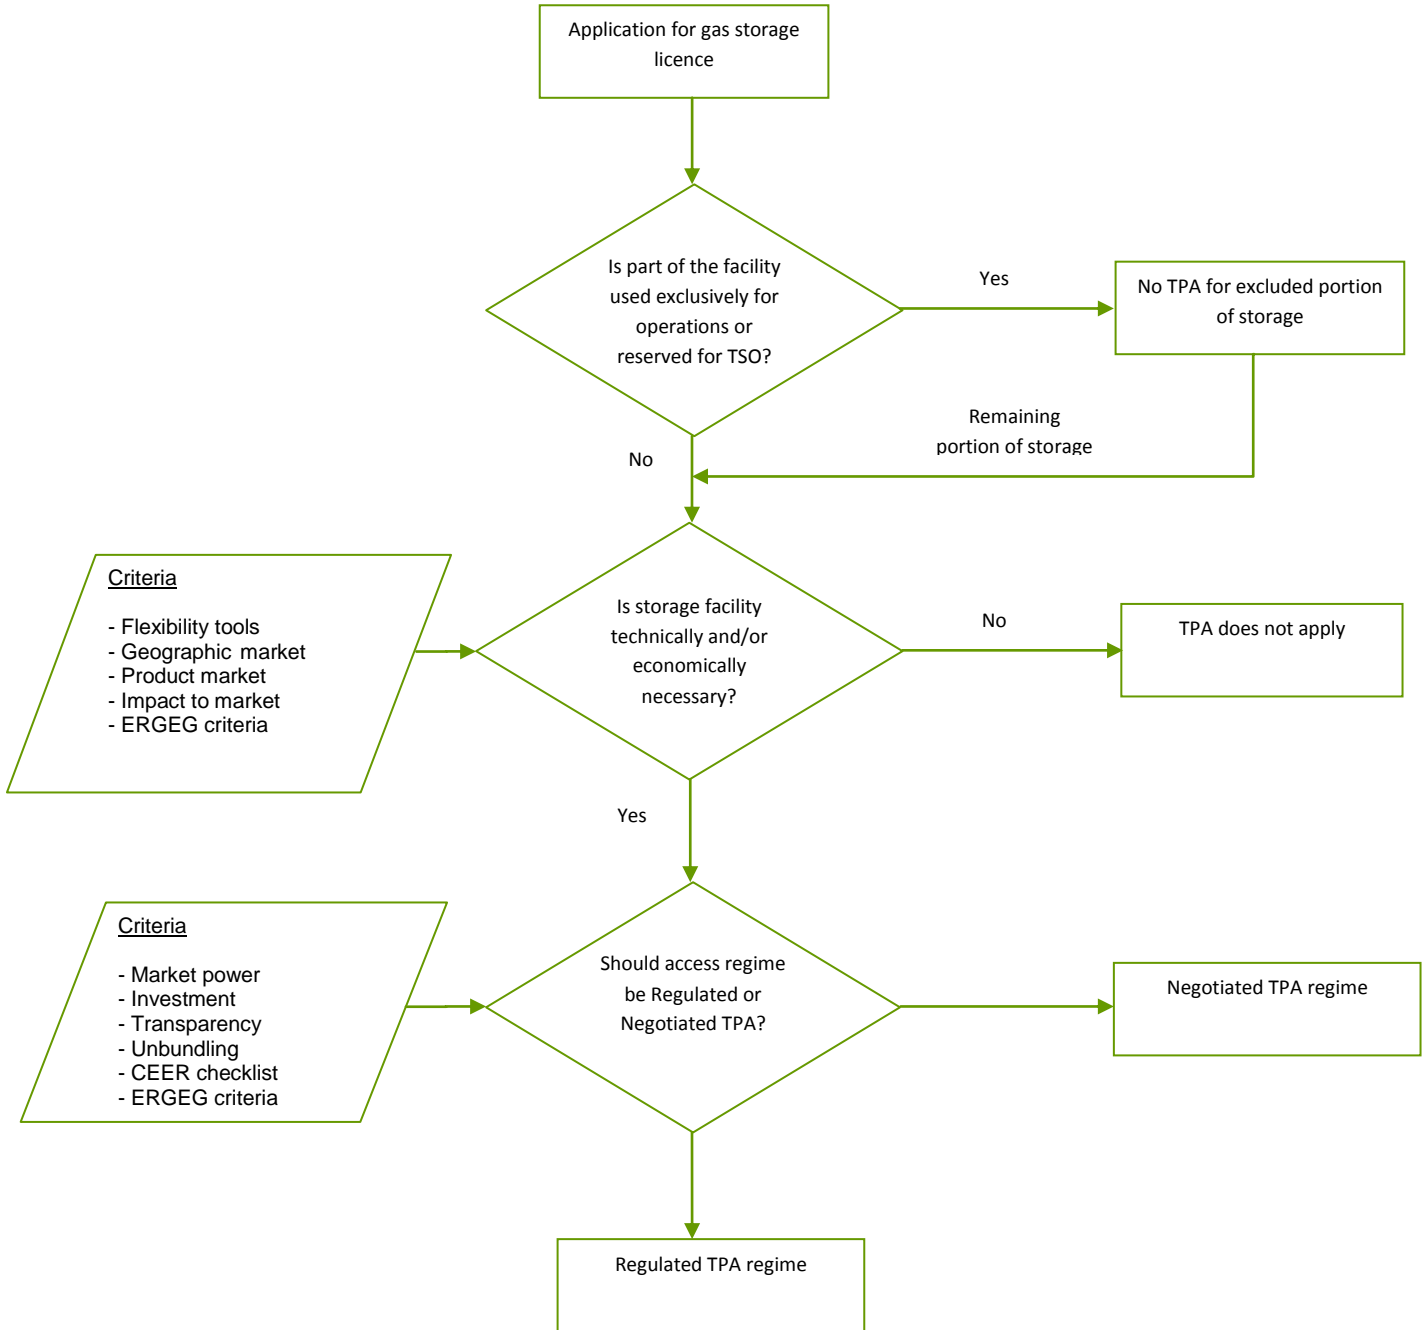 Application for gas storage
licence
Is part of the facility
used exclusively for
operations or
reserved for TSO?
Yes
No TPA for excluded portion
of storage
Remaining
portion of storage
No
Criteria
- Flexibility tools
- Geographic market
- Product market
- Impact to market
- ERGEG criteria
Is storage facility
technically and/or
economically
necessary?
No
TPA does not apply
Yes
Criteria
- Market power
- Investment
- Transparency
- Unbundling
- CEER checklist
- ERGEG criteria
Should access regime
be Regulated or
Negotiated TPA?
Negotiated TPA regime
Regulated TPA regime